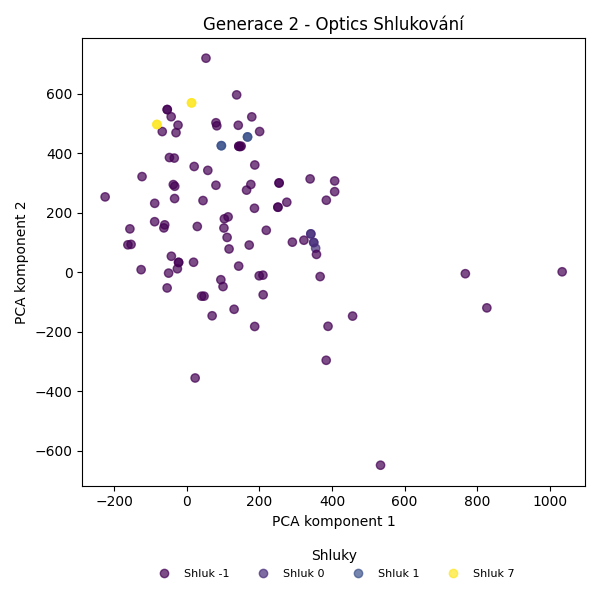 Generace 2 - Optics Shlukování
600
400
200
0
−200
−400
−600
PCA komponent 2
−200 0 200 400 600 800 1000
PCA komponent 1
Shluky
Shluk -1 Shluk 0 Shluk 1 Shluk 7